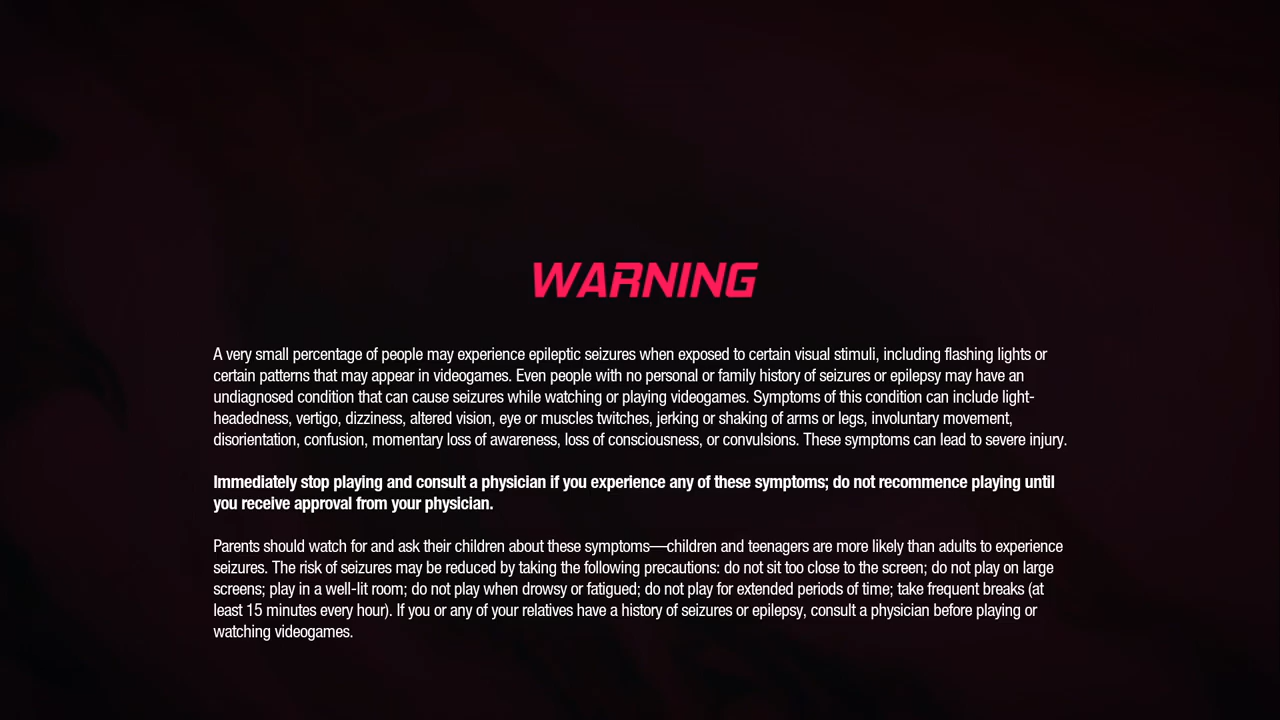 WARNING
A very small percentage of people may experience epileptic seizures when exposed to certain visual stimuli, including flashing lights or
certain patterns that may appear in videogames. Even people with no personal or family history of seizures or epilepsy may have an
undiagnosed condition that can cause seizures while watching or playing videogames. Symptoms of this condition can include light-
headedness, vertigo, dizziness, altered vision, eye or muscles twitches, jerking or shaking of arms or legs, involuntary movement,
disorientation, confusion, momentary loss of awareness, loss of consciousness, or convulsions. These symptoms can lead to severe injury.
Immediately stop playing and consult a physician if you experience any of these symptoms; do not recommence playing until
you receive approval from your physician.
Parents should watch for and ask their children about these symptoms—children and teenagers are more likely than adults to experience
seizures. The risk of seizures may be reduced by taking the following precautions: do not sit too close to the screen; do not play on large
screens; play in a well-lit room; do not play when drowsy or fatigued; do not play for extended periods of time; take frequent breaks (at
least 15 minutes every hour). If you or any of your relatives have a history of seizures or epilepsy, consult a physician before playing or
watching videogames.